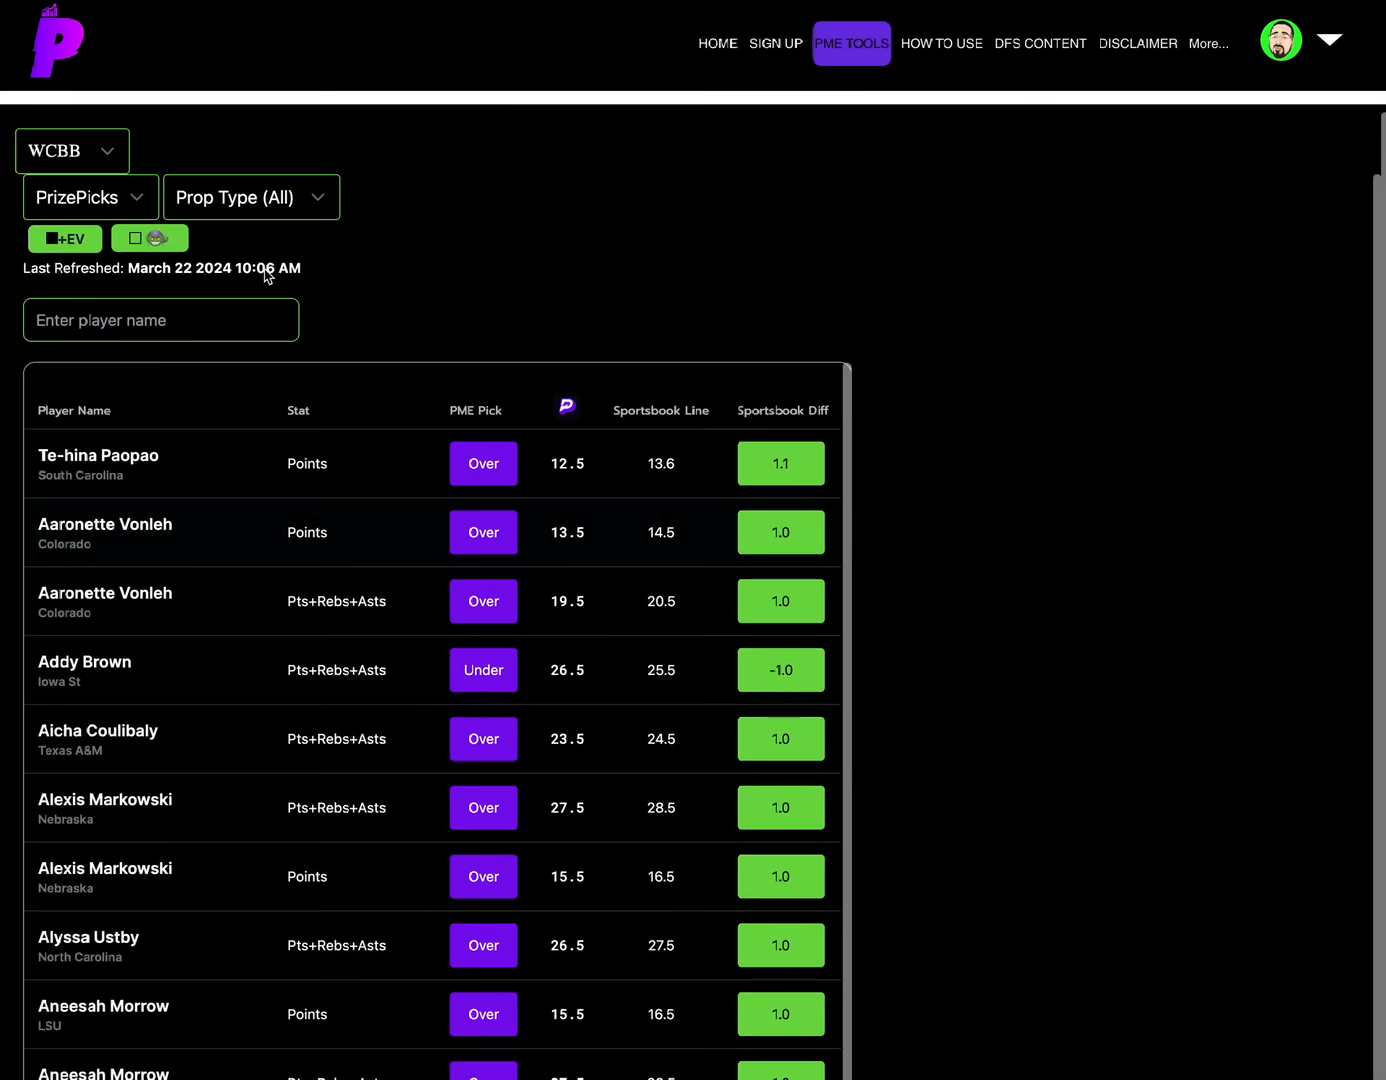 P
HOME SIGN UP PME TOOLS HOW TO USE DFS CONTENT DISCLAIMER More...
WCBB
PrizePicks Prop Type (All)
+EV
Last Refreshed: March 22 2024 10:06 AM
Enter player name
Player Name Stat PME Pick P Sportsbook Line Sportsbook Diff
Te-hina Paopao Points Over 12.5 13.6 1.1
South Carolina
Aaronette Vonleh Points Over 13.5 14.5 1.0
Colorado
Aaronette Vonleh Pts+Rebs+Asts Over 19.5 20.5 1.0
Colorado
Addy Brown Pts+Rebs+Asts Under 26.5 25.5 -1.0
Iowa St
Aicha Coulibaly Pts+Rebs+Asts Over 23.5 24.5 1.0
Texas A&M
Alexis Markowski Pts+Rebs+Asts Over 27.5 28.5 1.0
Nebraska
Alexis Markowski Points Over 15.5 16.5 1.0
Nebraska
Alyssa Ustby Pts+Rebs+Asts Over 26.5 27.5 1.0
North Carolina
Aneesah Morrow Points Over 15.5 16.5 1.0
LSU
Aneesah Morrow